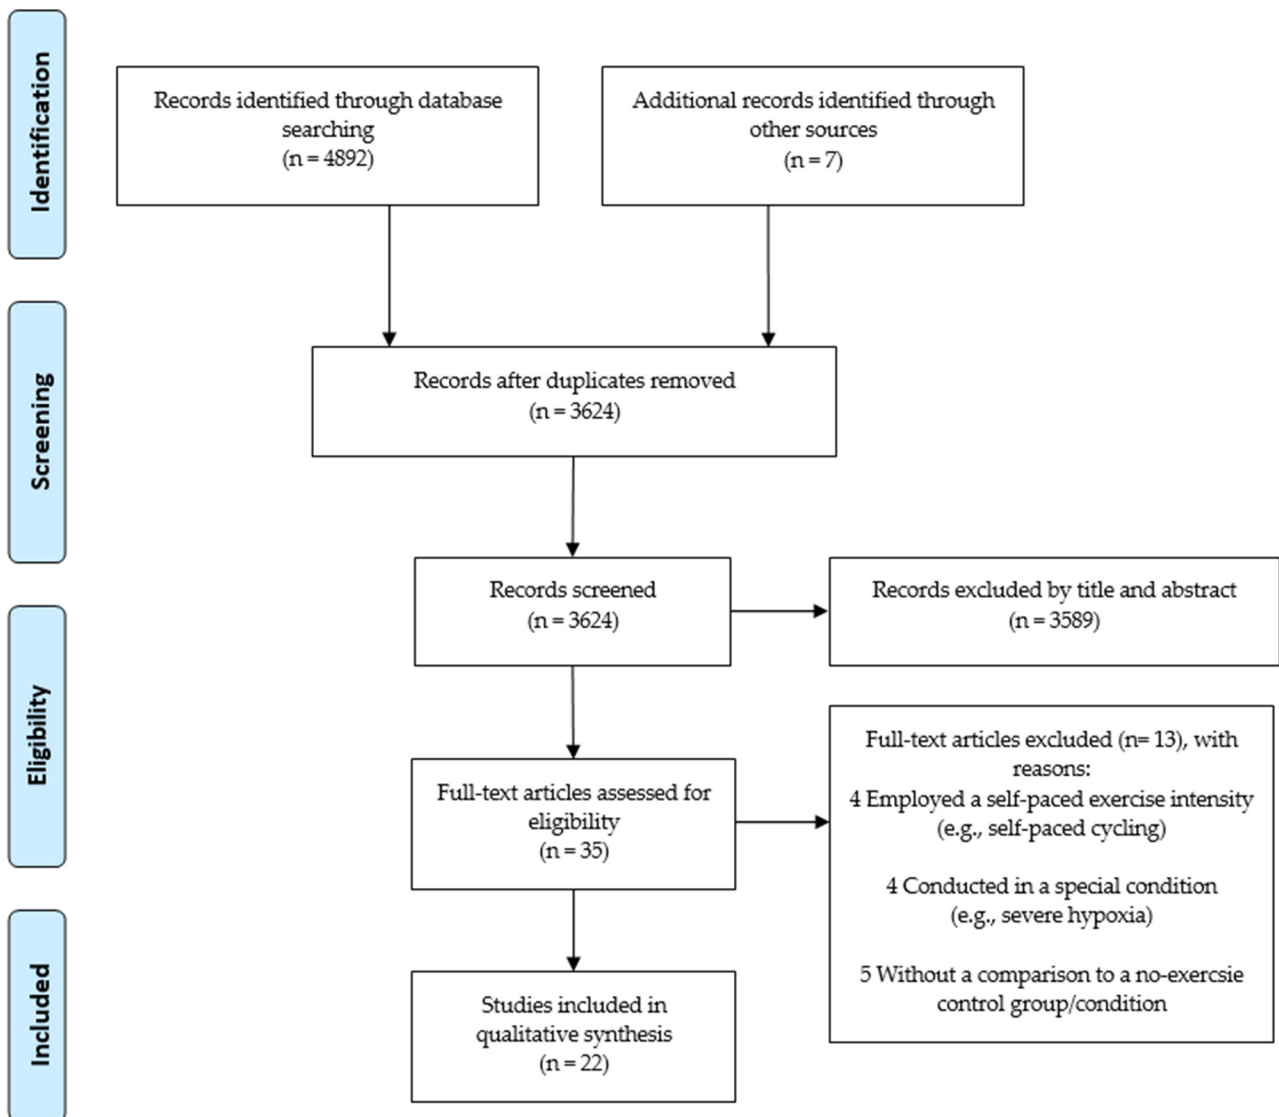 Identification
Records identified through database
searching
(n = 4892)
Additional records identified through
other sources
(n = 7)
Screening
Records after duplicates removed
(n = 3624)
Records screened
(n = 3624)
Records excluded by title and abstract
(n = 3589)
Eligibility
Full-text articles assessed for
eligibility
(n = 35)
Full-text articles excluded (n= 13), with
reasons:
4 Employed a self-paced exercise intensity
(e.g., self-paced cycling)
4 Conducted in a special condition
(e.g., severe hypoxia)
5 Without a comparison to a no-exercsie
control group/condition
Included
Studies included in
qualitative synthesis
(n = 22)